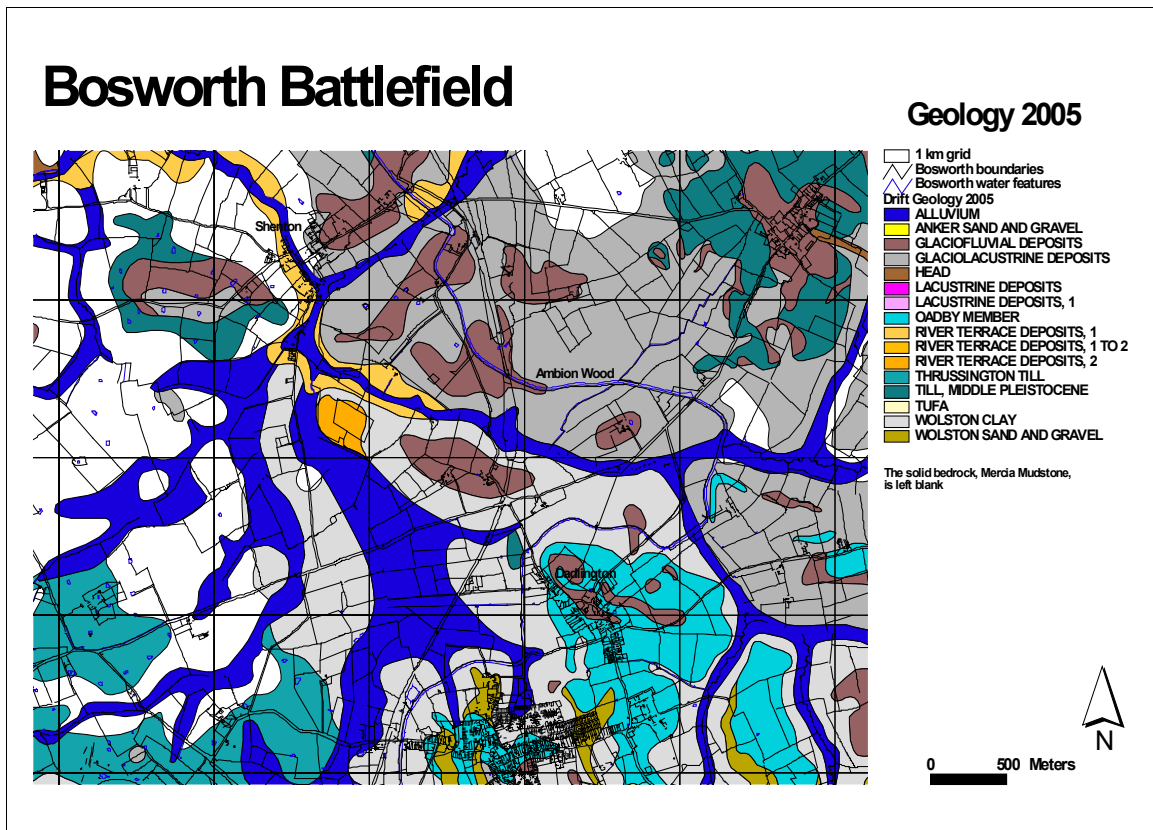 Bosworth Battlefield
Geology 2005
1 km grid
Bosworth boundaries
Bosworth water features
Drift Geology 2005
ALLUVIUM
ANKER SAND AND GRAVEL
GLACIOFLUVIAL DEPOSITS
GLACIOLACUSTRINE DEPOSITS
HEAD
LACUSTRINE DEPOSITS
LACUSTRINE DEPOSITS, 1
OADBY MEMBER
RIVER TERRACE DEPOSITS, 1
RIVER TERRACE DEPOSITS, 1 TO 2
RIVER TERRACE DEPOSITS, 2
THRUSSINGTON TILL
TILL, MIDDLE PLEISTOCENE
TUFA
WOLSTON CLAY
WOLSTON SAND AND GRAVEL
The solid bedrock, Mercia Mudstone,
is left blank
Shenton
Ambion Wood
Dadlington
N
0 500 Meters